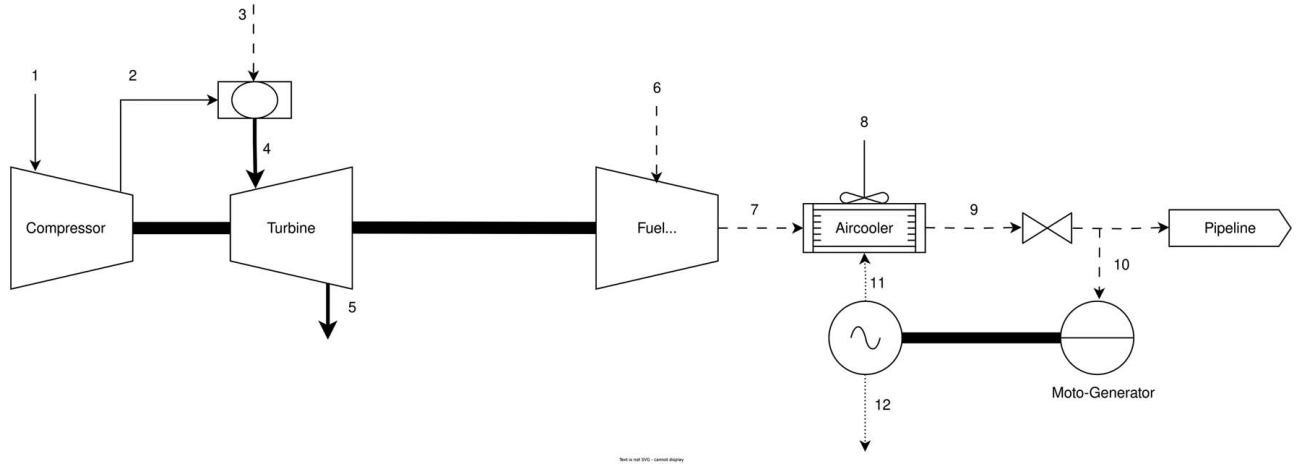 3
1
2
6
8
4
Compressor
Turbine
Fuel...
7
Aircooler
9
Pipeline
10
11
5
Moto-Generator
12
Text is not SVG - cannot display